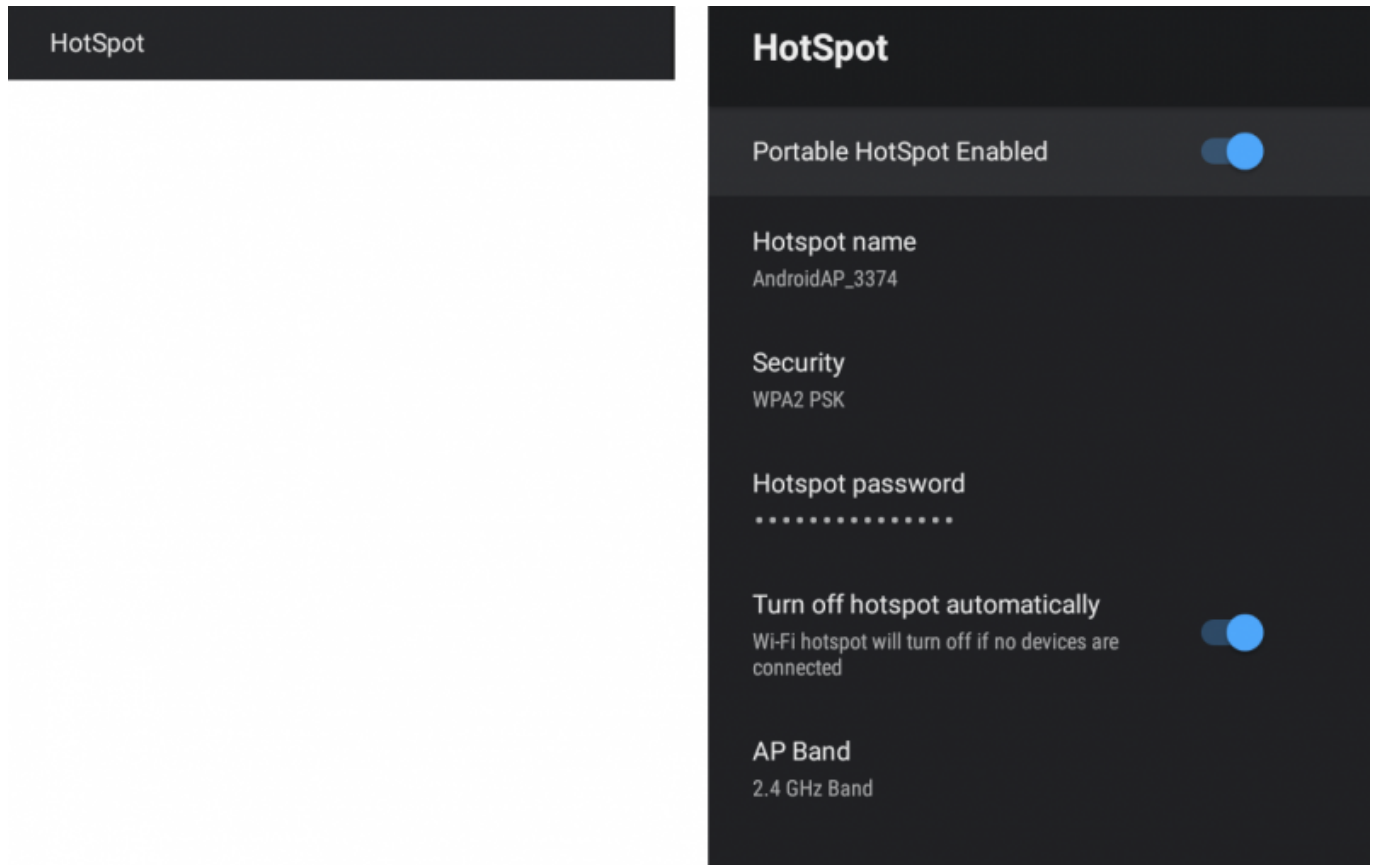 HotSpot
HotSpot
Portable HotSpot Enabled
Hotspot name
AndroidAP_3374
Security
WPA2 PSK
Hotspot password
•••••••••••••••
Turn off hotspot automatically
Wi-Fi hotspot will turn off if no devices are
connected
AP Band
2.4 GHz Band